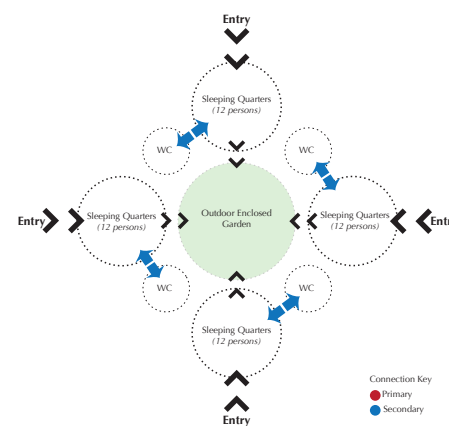 Entry
Sleeping Quarters
(12 persons)
WC
WC
Entry
Sleeping Quarters
(12 persons)
Outdoor Enclosed
Garden
Sleeping Quarters
(12 persons)
Ent
WC
WC
Sleeping Quarters
(12 persons)
Connection Key
Primary
Secondary
Entry